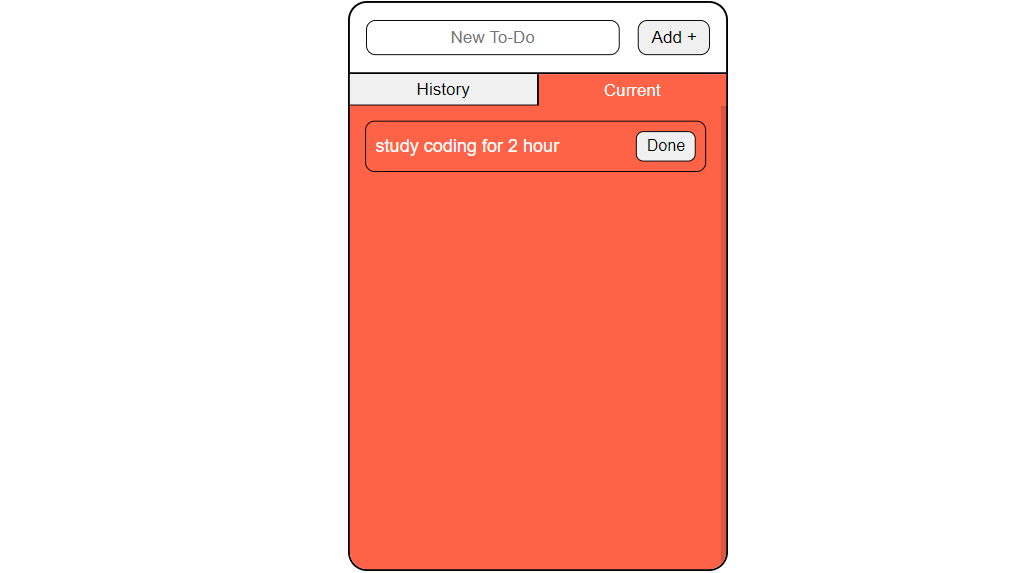 New To-Do
Add +
History
Current
study coding for 2 hour
Done